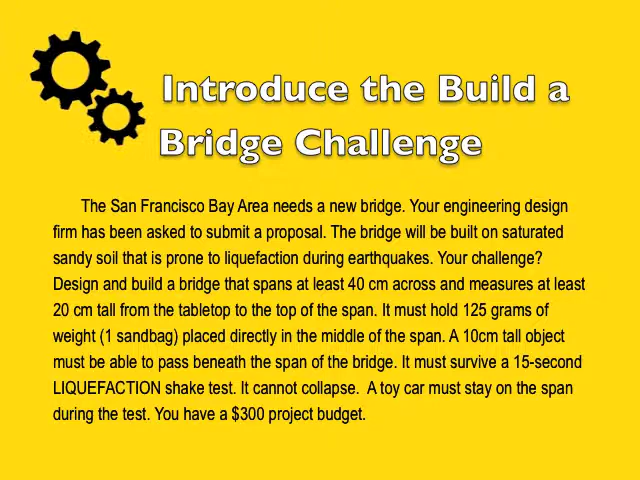 Introduce the Build a
Bridge Challenge
The San Francisco Bay Area needs a new bridge. Your engineering design
firm has been asked to submit a proposal. The bridge will be built on saturated
sandy soil that is prone to liquefaction during earthquakes. Your challenge?
Design and build a bridge that spans at least 40 cm across and measures at least
20 cm tall from the tabletop to the top of the span. It must hold 125 grams of
weight (1 sandbag) placed directly in the middle of the span. A 10cm tall object
must be able to pass beneath the span of the bridge. It must survive a 15-second
LIQUEFACTION shake test. It cannot collapse.  A toy car must stay on the span
during the test. You have a $300 project budget.